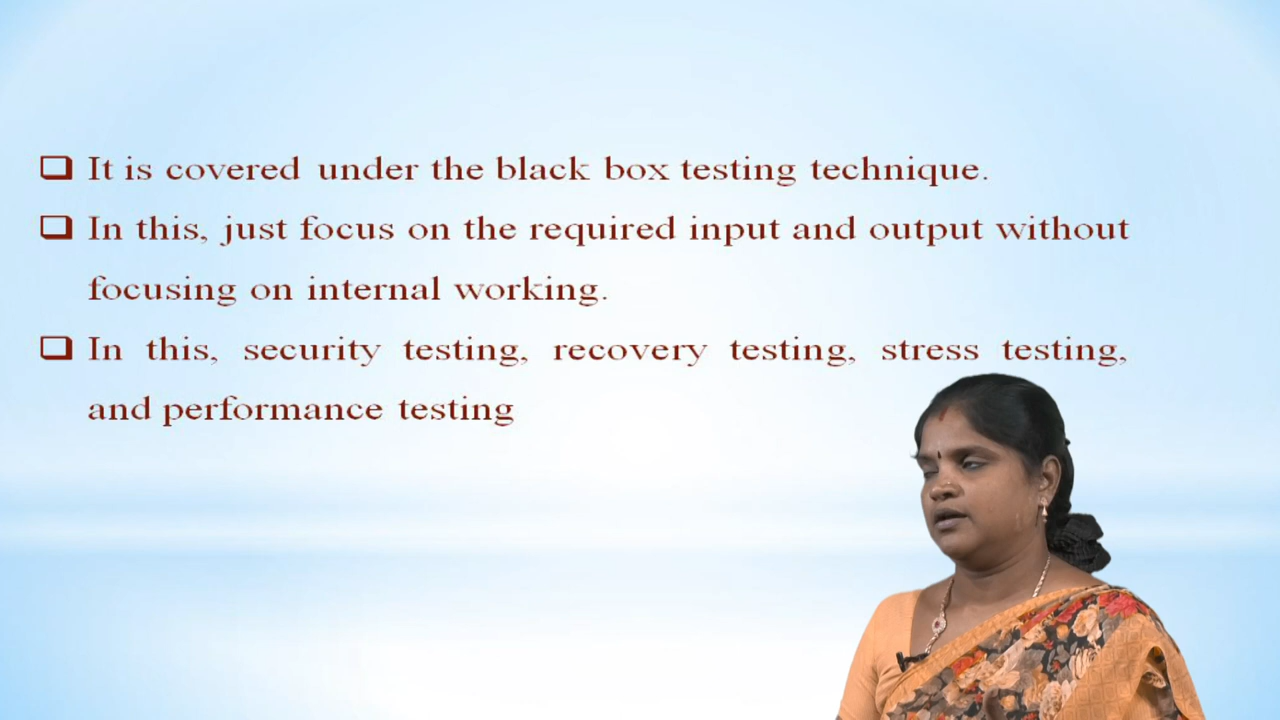 It is covered under the black box testing technique.
In this, just focus on the required input and output without
focusing on internal working.
In this, security testing, recovery testing, stress testing,
and performance testing